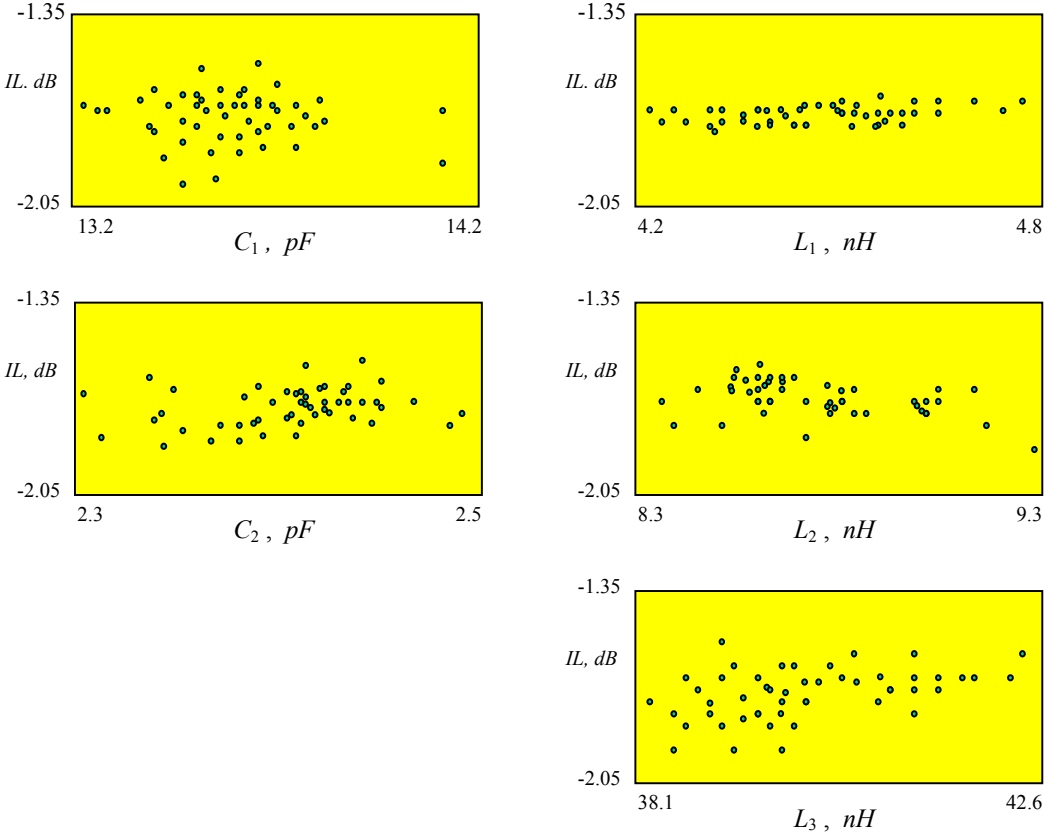 -1.35
IL. dB
-2.05
13.2 14.2
C₁ , pF
-1.35
-2.05
4.2 4.8
L₁ , nH
-1.35
IL, dB
-2.05
2.3 2.5
C₂ , pF
-1.35
IL, dB
-2.05
8.3 9.3
L₂ , nH
-1.35
IL, dB
-2.05
38.1 42.6
L₃ , nH